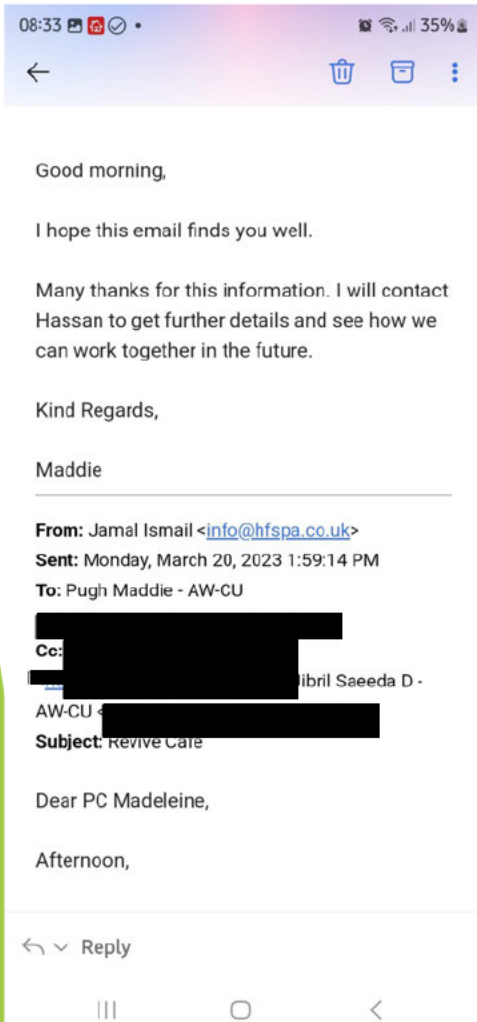 08:33
35%
Good morning,
I hope this email finds you well.
Many thanks for this information. I will contact
Hassan to get further details and see how we
can work together in the future.
Kind Regards,
Maddie
From: Jamal Ismail <info@hfspa.co.uk>
Sent: Monday, March 20, 2023 1:59:14 PM
To: Pugh Maddie - AW-CU
Cc:
ibril Saeeda D -
AW-CU <
Subject: Revive Cafe
Dear PC Madeleine,
Afternoon,
Reply